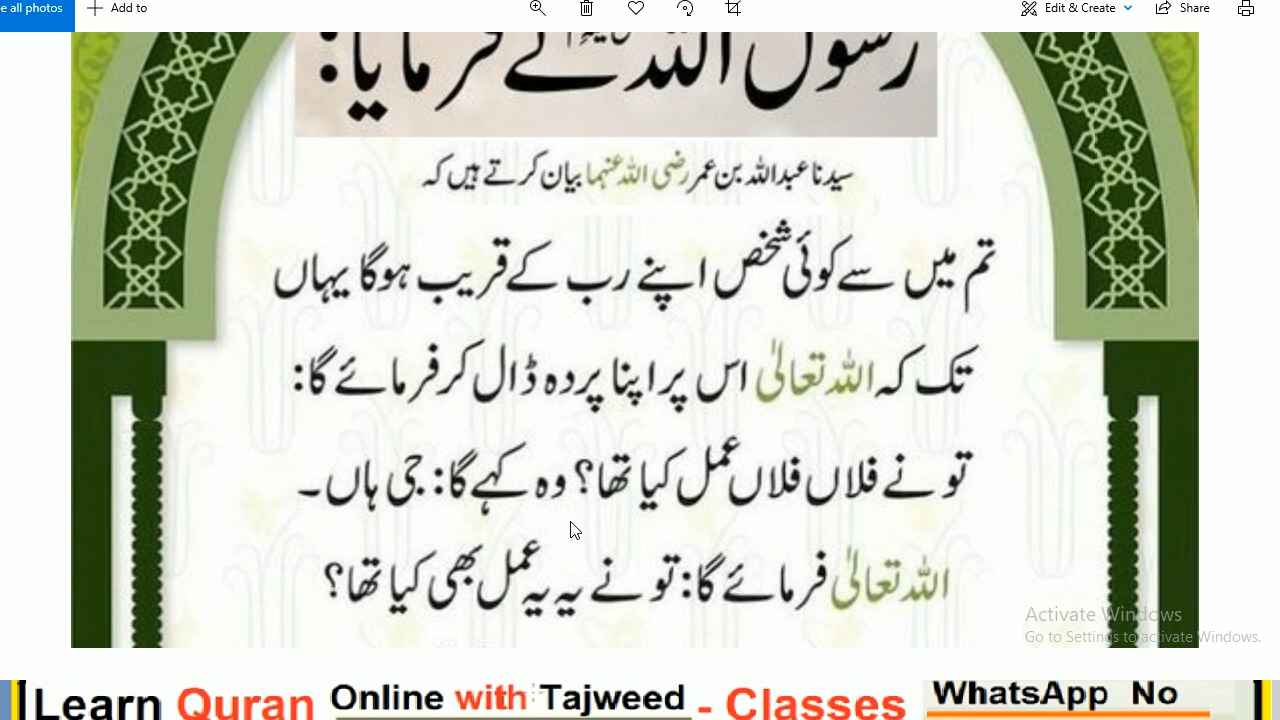 e all photos
Add to
Edit & Create
Share
رسول اللہ ﷺ نے فرمایا:
سیدنا عبداللہ بن عمر رضی اللہ عنہما بیان کرتے ہیں کہ
تم میں سے کوئی شخص اپنے رب کے قریب ہوگا یہاں
تک کہ اللہ تعالیٰ اس پر اپنا پردہ ڈال کر فرمائے گا:
تو نے فلاں فلاں عمل کیا تھا؟ وہ کہے گا: جی ہاں۔
اللہ تعالیٰ فرمائے گا: تو نے یہ یہ عمل بھی کیا تھا؟
Activate Windows
Go to Settings to activate Windows.
Learn Quran Online with Tajweed - Classes WhatsApp No